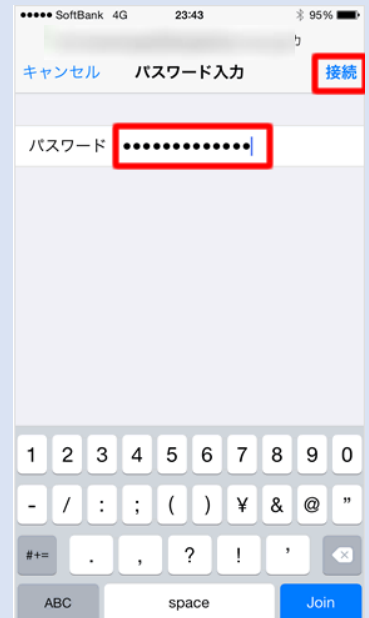 ●●●●● SoftBank 4G 23:43 95%
キャンセル パスワード入力 接続
パスワード ●●●●●●●●●●●●●
1 2 3 4 5 6 7 8 9 0
- / : ; ( ) ¥ & @ "
#+= . , ? ! '
ABC space Join